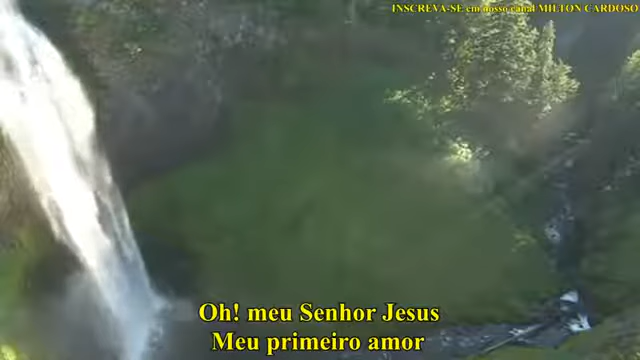 INSCREVA-SE em nosso canal MILTON CARDOSO
Oh! meu Senhor Jesus
Meu primeiro amor